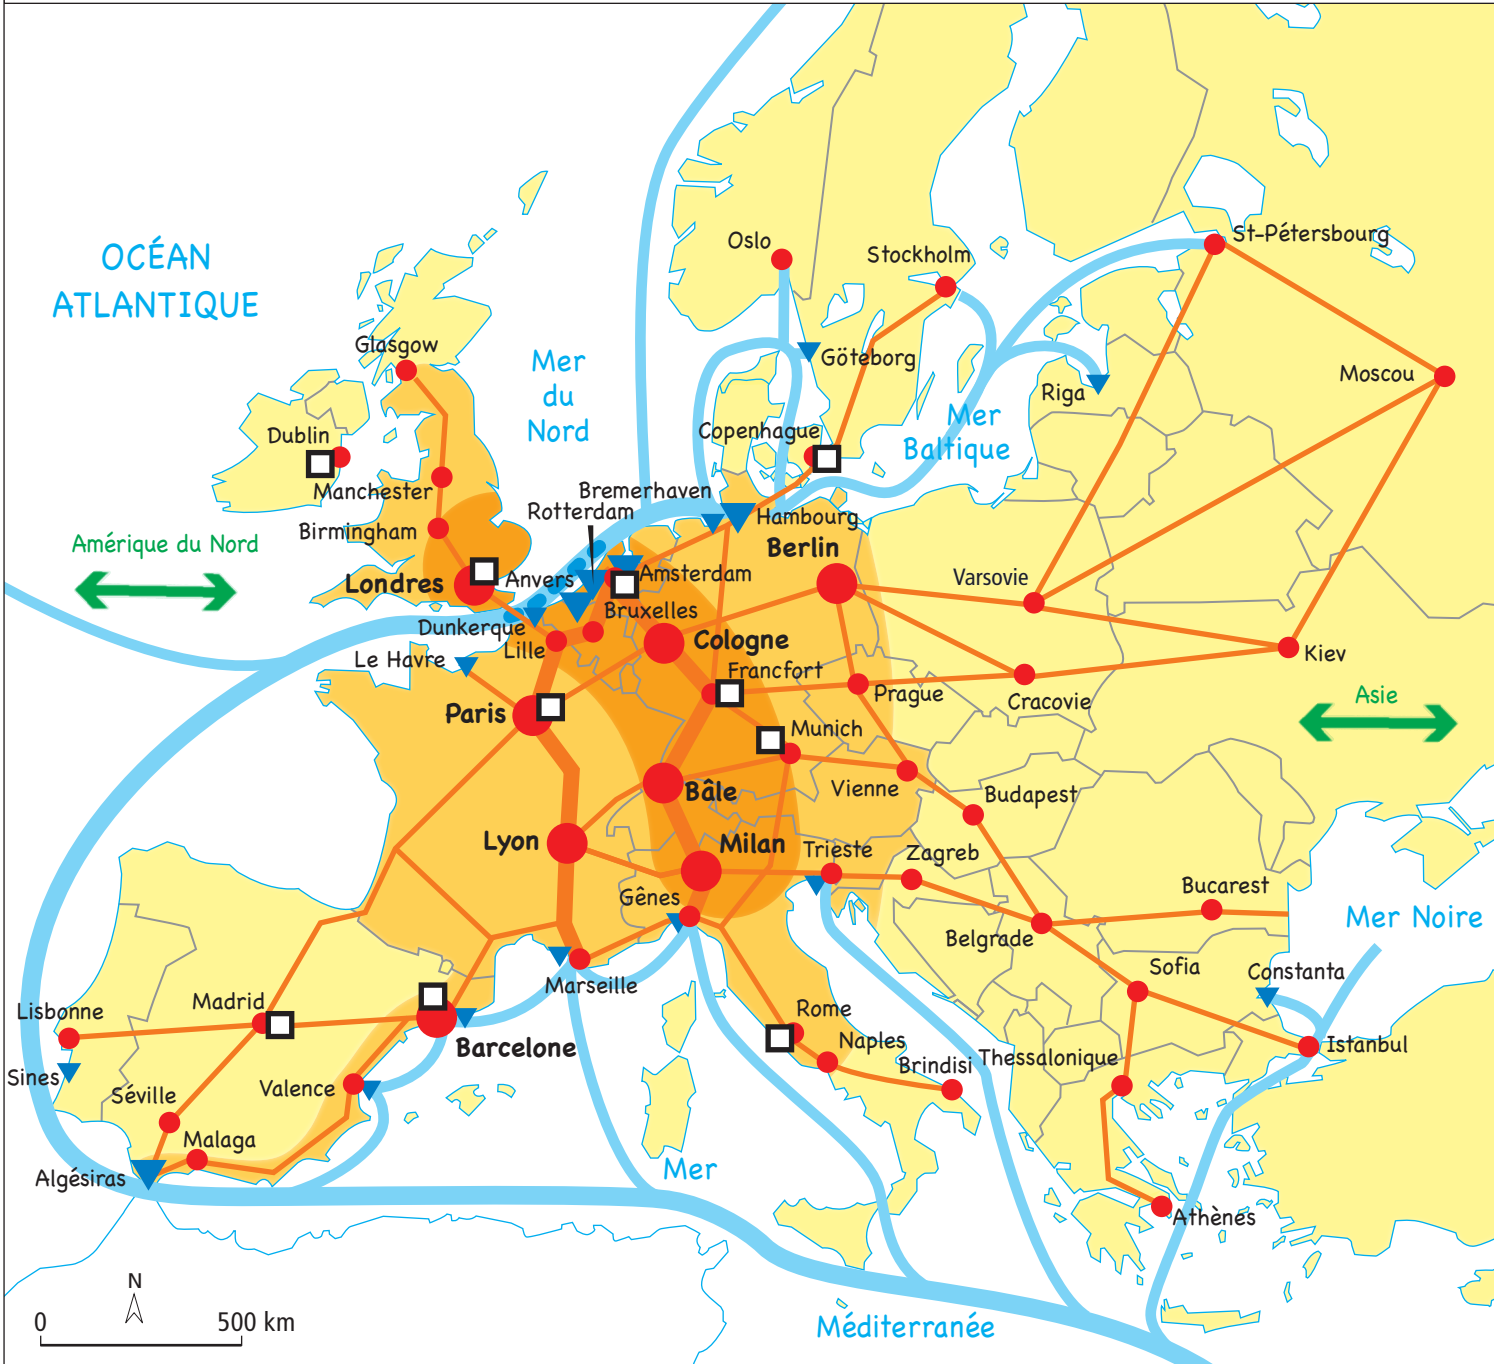 OCÉAN
ATLANTIQUE
Oslo
Stockholm
St-Pétersbourg
Glasgow
Mer
du
Nord
Göteborg
Riga
Moscou
Dublin
Copenhague
Mer
Baltique
Manchester
Bremerhaven
Rotterdam
Hambourg
Birmingham
Amérique du Nord
Berlin
Londres
Anvers
Amsterdam
Varsovie
Bruxelles
Dunkerque
Cologne
Lille
Le Havre
Kiev
Francfort
Prague
Cracovie
Asie
Paris
Munich
Vienne
Bâle
Budapest
Lyon
Milan
Trieste
Zagreb
Gênes
Bucarest
Mer Noire
Belgrade
Sofia
Constanta
Marseille
Madrid
Lisbonne
Rome
Barcelone
Naples
Istanbul
Brindisi
Thessalonique
Sines
Valence
Séville
Malaga
Algésiras
Mer
Athènes
N
0
500 km
Méditerranée